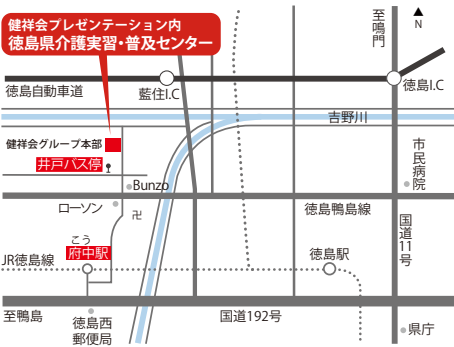 健祥会プレゼンテーション内
徳島県介護実習・普及センター
至鳴門
N
徳島自動車道
藍住I.C
徳島I.C
吉野川
健祥会グループ本部
井戸バス停
市民病院
Bunzo
ローソン
卍
徳島鴨島線
国道11号
こう
府中駅
JR徳島線
徳島駅
至鴨島
徳島西
郵便局
国道192号
県庁